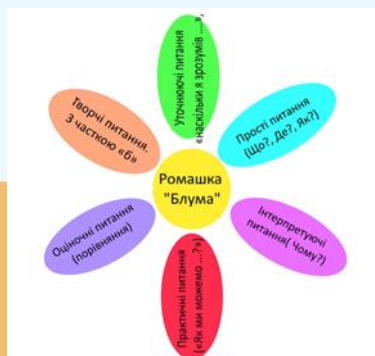 Уточнюючі питання
«наскільки я зрозумів ....»,
Прості питання
(Що?, Де?, Як?)
Інтерпретуючі
питання( Чому?)
Практичні питання
(«Як ми можемо ...?»)
Оціночні питання
(порівняння)
Творчі питання.
З часткою «б»
Ромашка
"Блума"